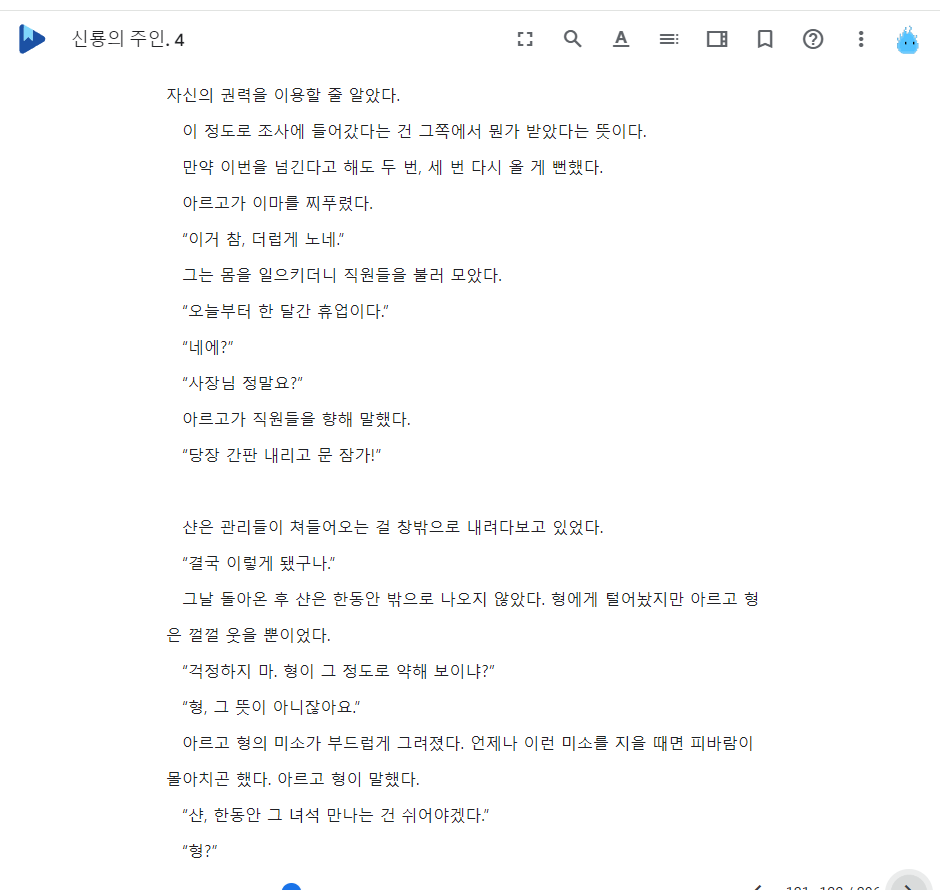 신룡의 주인. 4
자신의 권력을 이용할 줄 알았다.
이 정도로 조사에 들어갔다는 건 그쪽에서 뭔가 받았다는 뜻이다.
만약 이번을 넘긴다고 해도 두 번, 세 번 다시 올 게 뻔했다.
아르고가 이마를 찌푸렸다.
“이거 참, 더럽게 노네.”
그는 몸을 일으키더니 직원들을 불러 모았다.
“오늘부터 한 달간 휴업이다.”
“네에?”
“사장님 정말요?”
아르고가 직원들을 향해 말했다.
“당장 간판 내리고 문 잠가!”
샨은 관리들이 쳐들어오는 걸 창밖으로 내려다보고 있었다.
“결국 이렇게 됐구나.”
그날 돌아온 후 샨은 한동안 밖으로 나오지 않았다. 형에게 털어놨지만 아르고 형
은 껄껄 웃을 뿐이었다.
“걱정하지 마. 형이 그 정도로 약해 보이냐?”
“형, 그 뜻이 아니잖아요.”
아르고 형의 미소가 부드럽게 그려졌다. 언제나 이런 미소를 지을 때면 피바람이
몰아치곤 했다. 아르고 형이 말했다.
“샨, 한동안 그 녀석 만나는 건 쉬어야겠다.”
“형?”